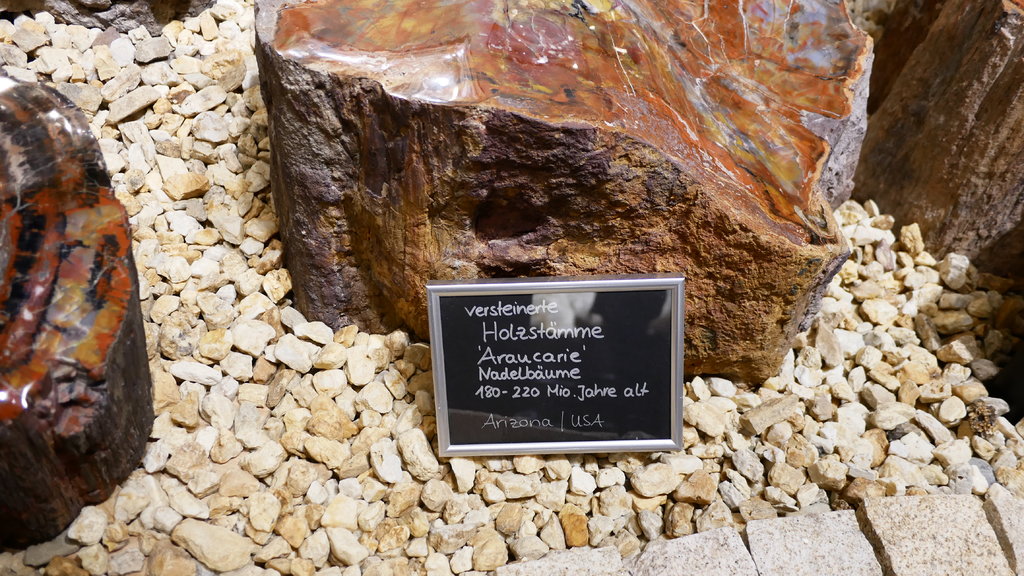 versteinerte
Holzstämme
'Araucarie'
Nadelbäume
180-220 Mio. Jahre alt
Arizona | USA